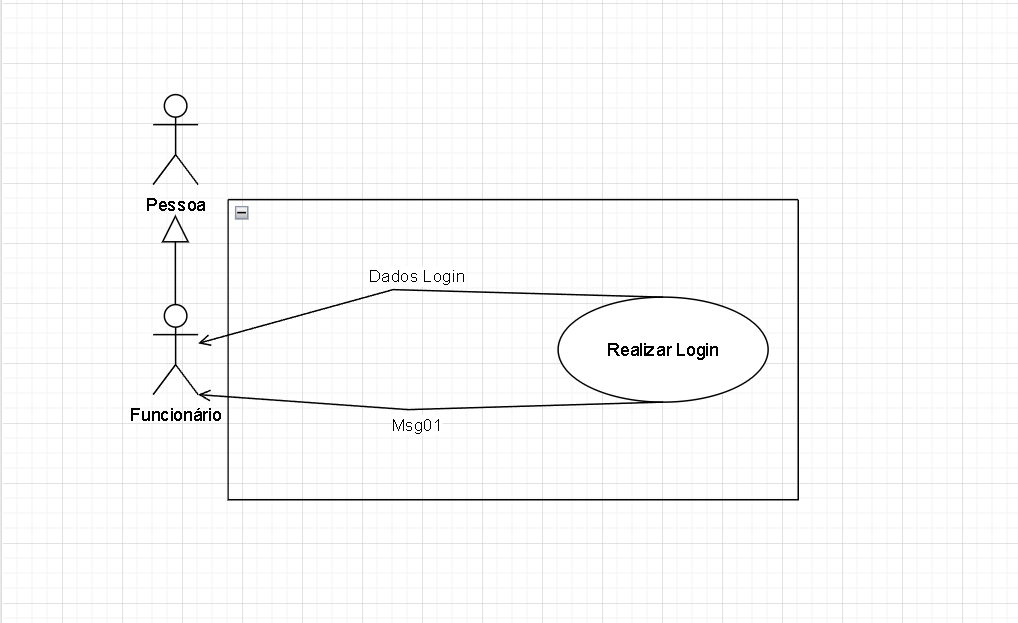 Pessoa
Dados Login
Realizar Login
Funcionário
Msg01